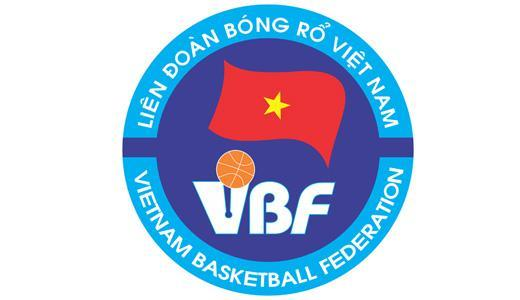 LIÊN ĐOÀN BÓNG RỔ VIỆT NAM
VBF
VIETNAM BASKETBALL FEDERATION